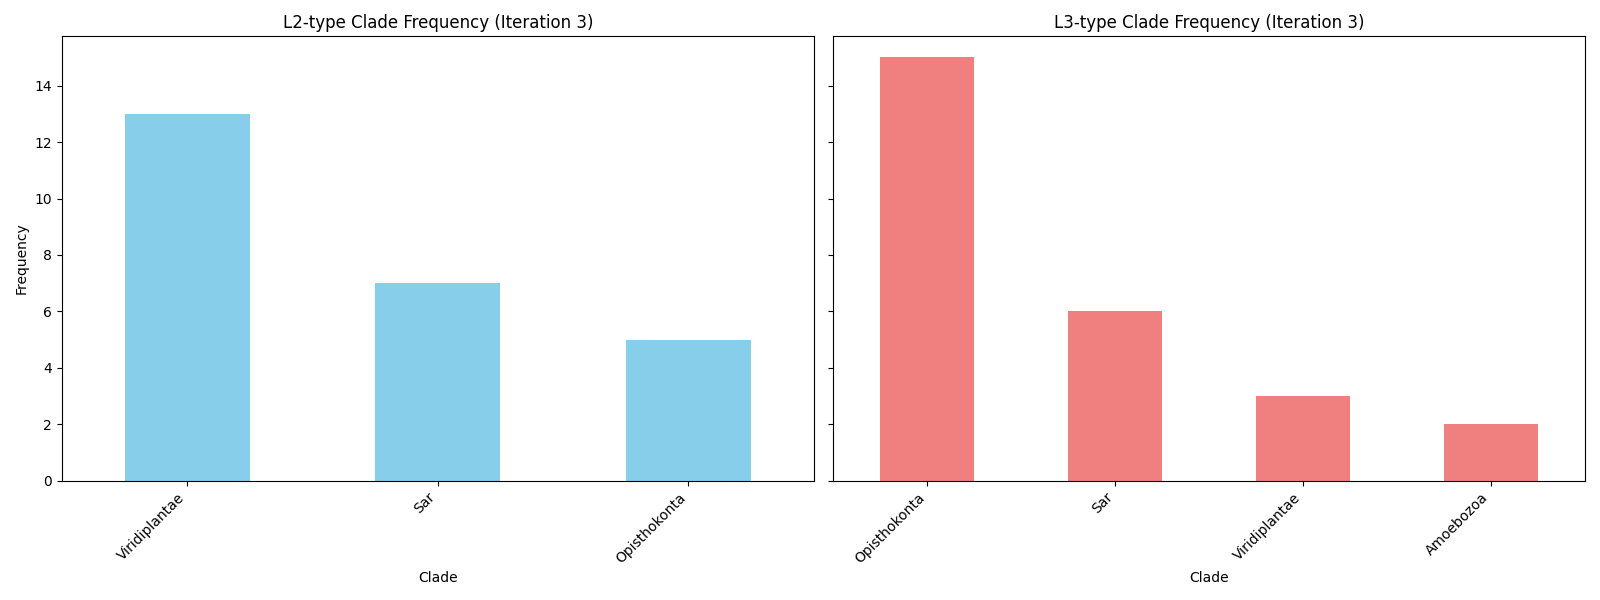 L2-type Clade Frequency (Iteration 3)
Frequency
14
12
10
8
6
4
2
0
Viridiplantae
Sar
Opisthokonta
Clade
L3-type Clade Frequency (Iteration 3)
Opisthokonta
Sar
Viridiplantae
Amoebozoa
Clade